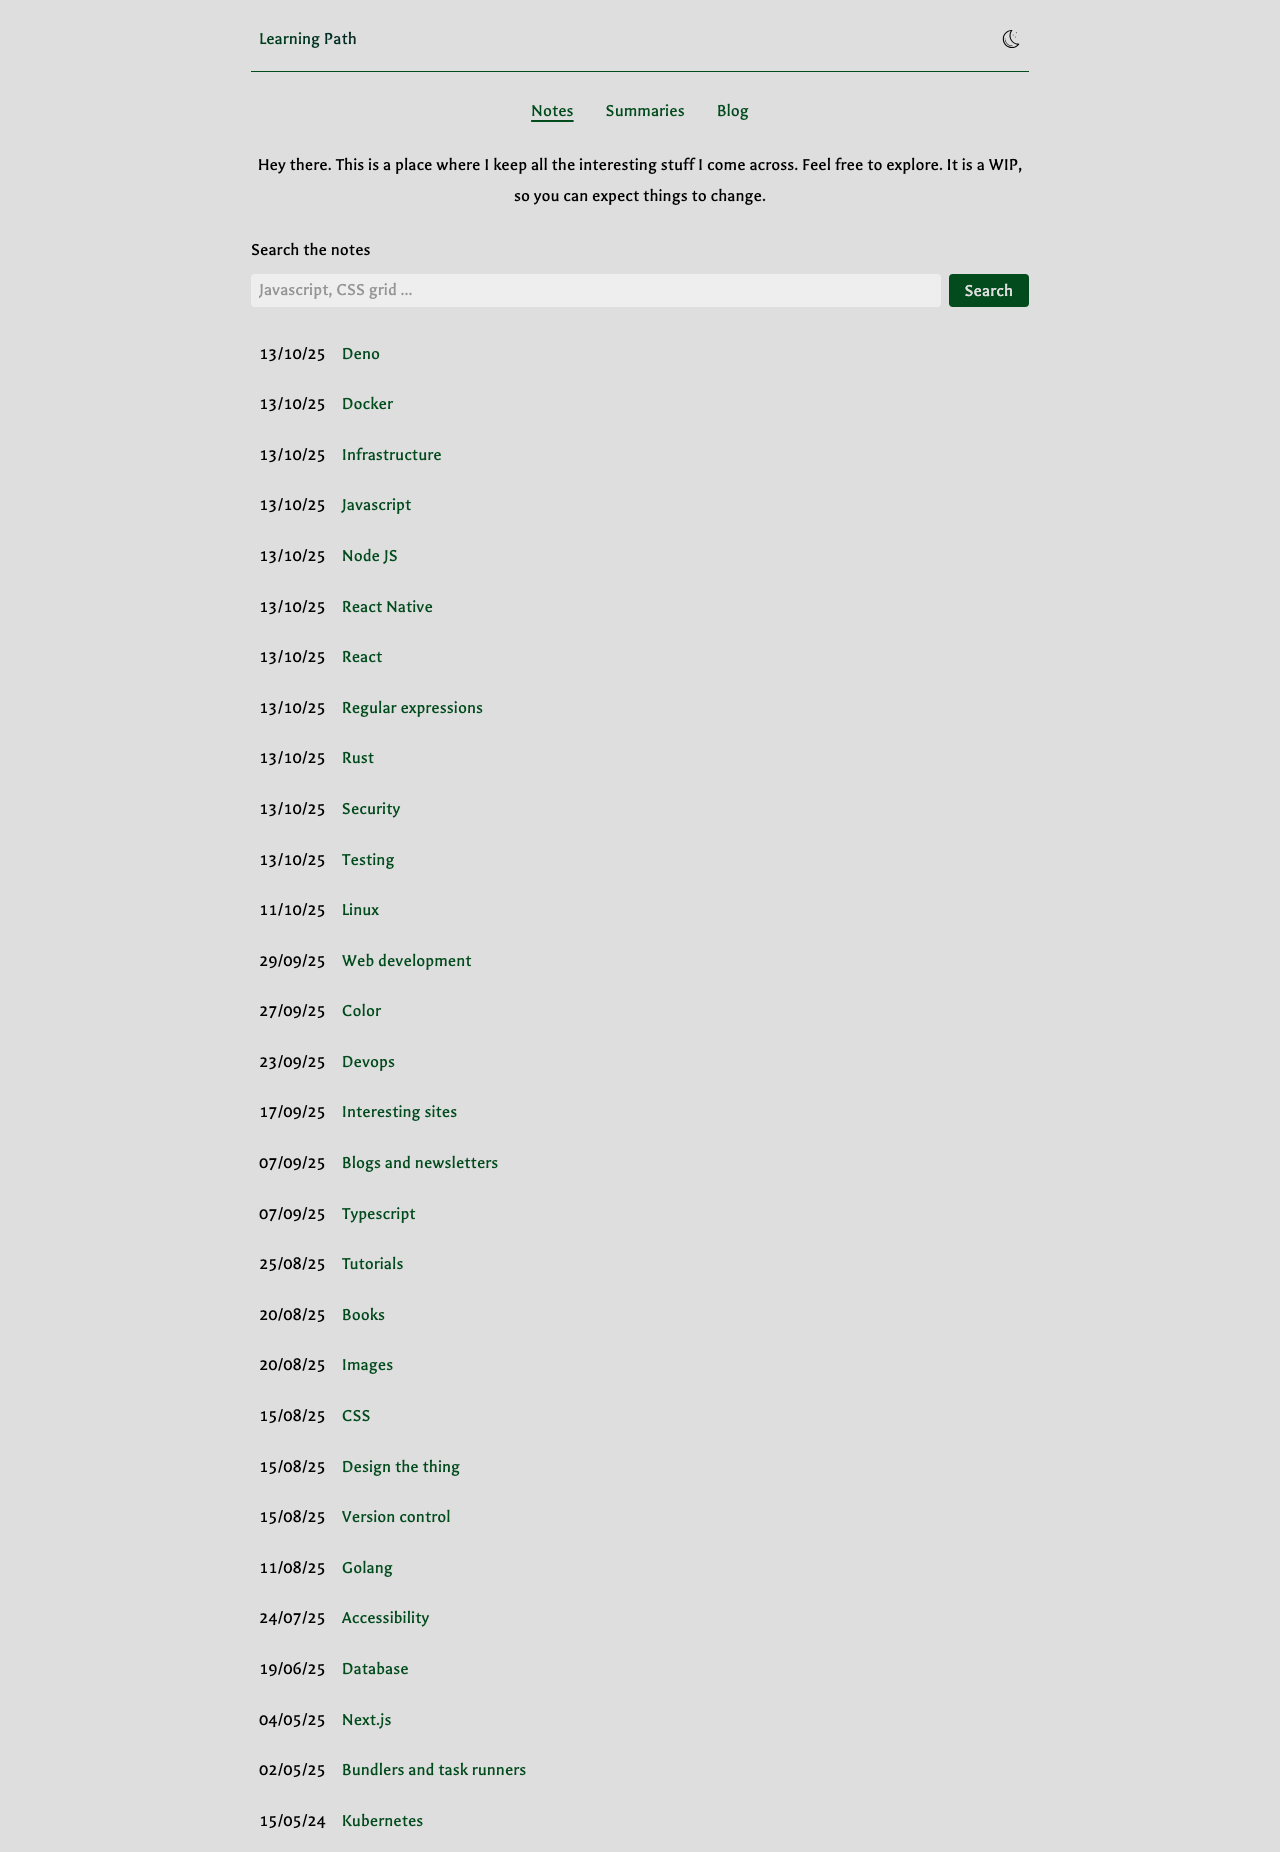 Learning Path
Notes Summaries Blog
Hey there. This is a place where I keep all the interesting stuff I come across. Feel free to explore. It is a WIP,
so you can expect things to change.
Search the notes
Javascript, CSS grid ... Search
13/10/25 Deno
13/10/25 Docker
13/10/25 Infrastructure
13/10/25 Javascript
13/10/25 Node JS
13/10/25 React Native
13/10/25 React
13/10/25 Regular expressions
13/10/25 Rust
13/10/25 Security
13/10/25 Testing
11/10/25 Linux
29/09/25 Web development
27/09/25 Color
23/09/25 Devops
17/09/25 Interesting sites
07/09/25 Blogs and newsletters
07/09/25 Typescript
25/08/25 Tutorials
20/08/25 Books
20/08/25 Images
15/08/25 CSS
15/08/25 Design the thing
15/08/25 Version control
11/08/25 Golang
24/07/25 Accessibility
19/06/25 Database
04/05/25 Next.js
02/05/25 Bundlers and task runners
15/05/24 Kubernetes